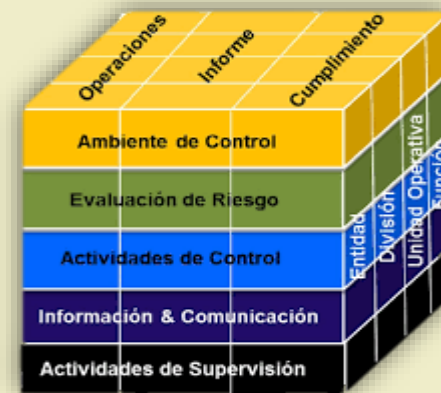 Operaciones
Informe
Cumplimiento
Ambiente de Control
Evaluación de Riesgo
Actividades de Control
Información & Comunicación
Actividades de Supervisión
Entidad
División
Unidad Operativa
Función